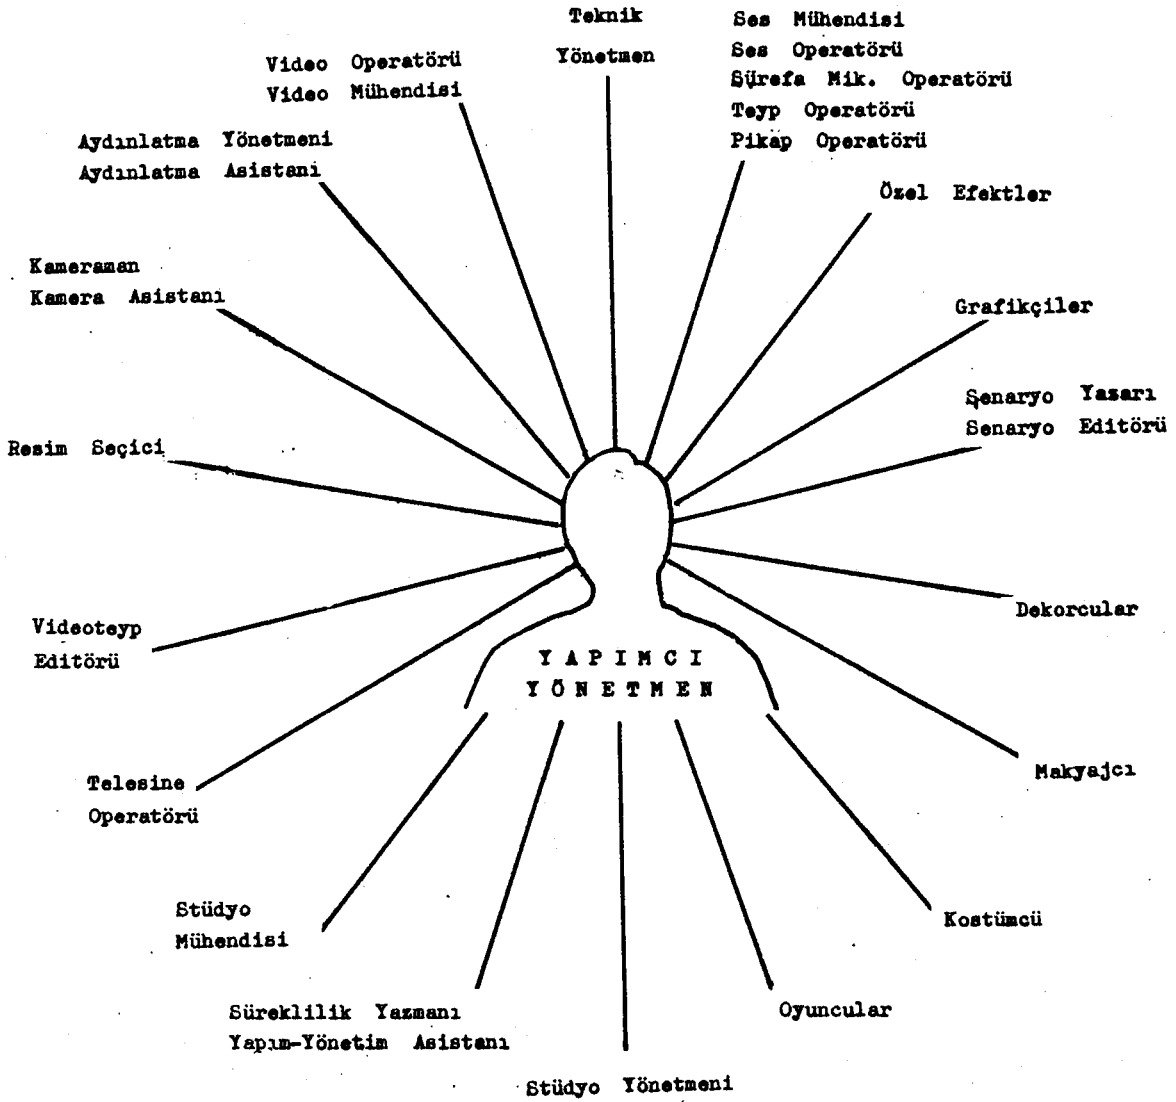 Teknik
Yönetmen
Ses Mühendisi
Ses Operatörü
Sürefa Mik. Operatörü
Teyp Operatörü
Pikap Operatörü
Video Operatörü
Video Mühendisi
Aydınlatma Yönetmeni
Aydınlatma Asistanı
Özel Efektler
Kameraman
Kamera Asistanı
Grafikçiler
Şenaryo Yazarı
Senaryo Editörü
Resim Seçici
Dekorcular
Videoteyp
Editörü
YAPIMCI
YÖNETMEN
Makyajcı
Telesine
Operatörü
Stüdyo
Mühendisi
Kostümcü
Süreklilik Yazmanı
Yapım-Yönetim Asistanı
Oyuncular
Stüdyo Yönetmeni